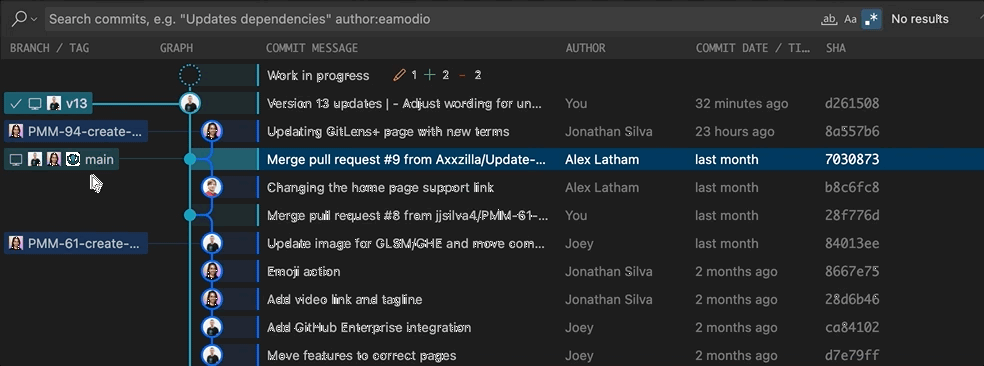 Search commits, e.g. "Updates dependencies" author:eamodio ab Aa .* No results
BRANCH / TAG GRAPH COMMIT MESSAGE AUTHOR COMMIT DATE / TI... SHA
Work in progress 1 + 2 - 2
v13 Version 13 updates | - Adjust wording for un... You 32 minutes ago d261508
PMM-94-create-... Updating GitLens+ page with new terms Jonathan Silva 23 hours ago 8a557b6
main Merge pull request #9 from Axxzilla/Update-... Alex Latham last month 7030873
Changing the home page support link Alex Latham last month b8c6fc8
Merge pull request #8 from jjsilva4/PMM-61-... You last month 28f776d
PMM-61-create-... Update image for GLSM/GHE and move com... Joey last month 84013ee
Emoji action Jonathan Silva 2 months ago 8667e75
Add video link and tagline Jonathan Silva 2 months ago 28d6b46
Add GitHub Enterprise integration Joey 2 months ago ca84102
Move features to correct pages Joey 2 months ago d7e79ff